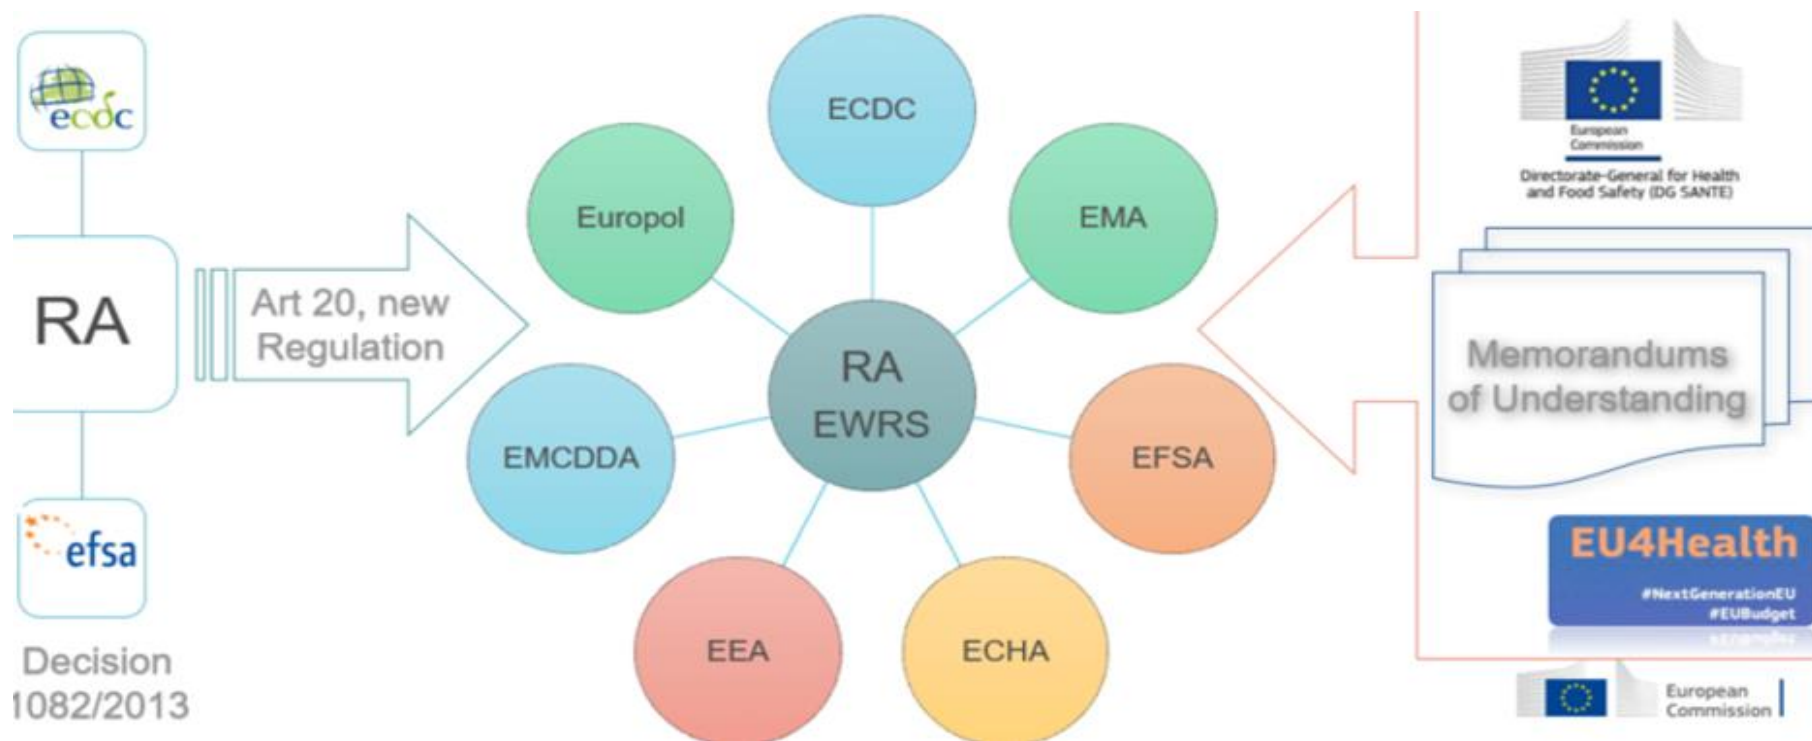 ecdc
RA
efsa
Decision
1082/2013
Art 20, new
Regulation
ECDC
Europol
EMA
RA
EWRS
EMCDDA
EFSA
EEA
ECHA
European
Commission
Directorate-General for Health
and Food Safety (DG SANTE)
Memorandums
of Understanding
EU4Health
#NextGenerationEU
#EUBudget
European
Commission